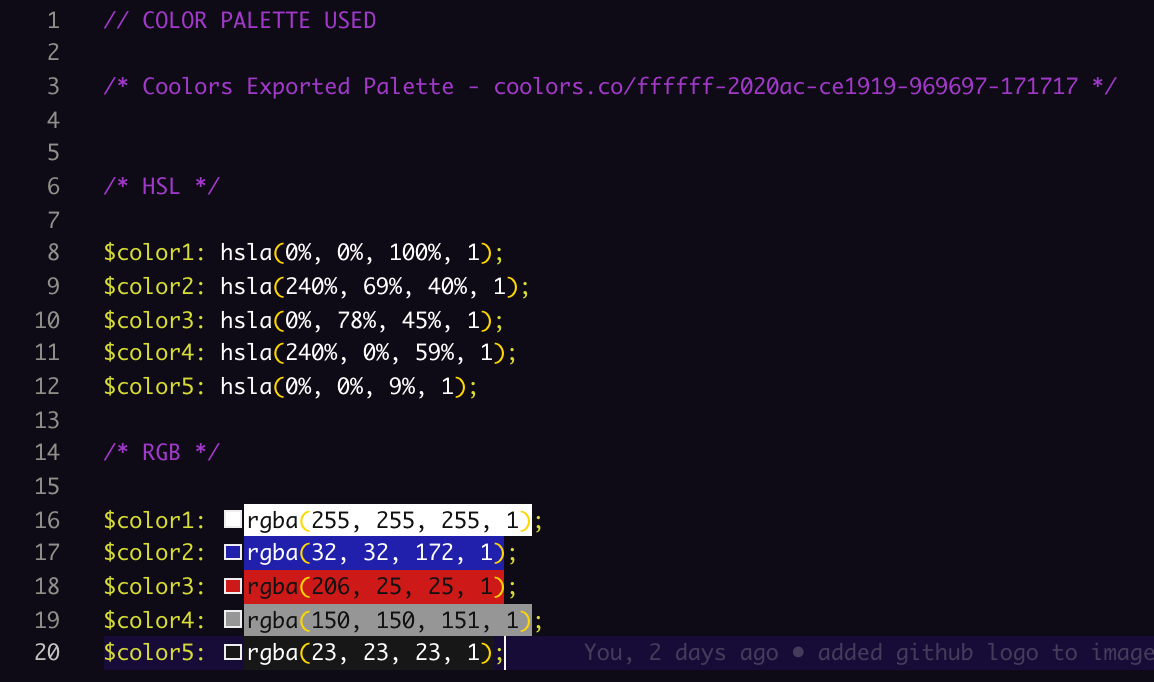 1 // COLOR PALETTE USED
2
3 /* Coolors Exported Palette - coolors.co/ffffff-2020ac-ce1919-969697-171717 */
4
5
6 /* HSL */
7
8 $color1: hsla(0%, 0%, 100%, 1);
9 $color2: hsla(240%, 69%, 40%, 1);
10 $color3: hsla(0%, 78%, 45%, 1);
11 $color4: hsla(240%, 0%, 59%, 1);
12 $color5: hsla(0%, 0%, 9%, 1);
13
14 /* RGB */
15
16 $color1: rgba(255, 255, 255, 1);
17 $color2: rgba(32, 32, 172, 1);
18 $color3: rgba(206, 25, 25, 1);
19 $color4: rgba(150, 150, 151, 1);
20 $color5: rgba(23, 23, 23, 1); You, 2 days ago • added github logo to image